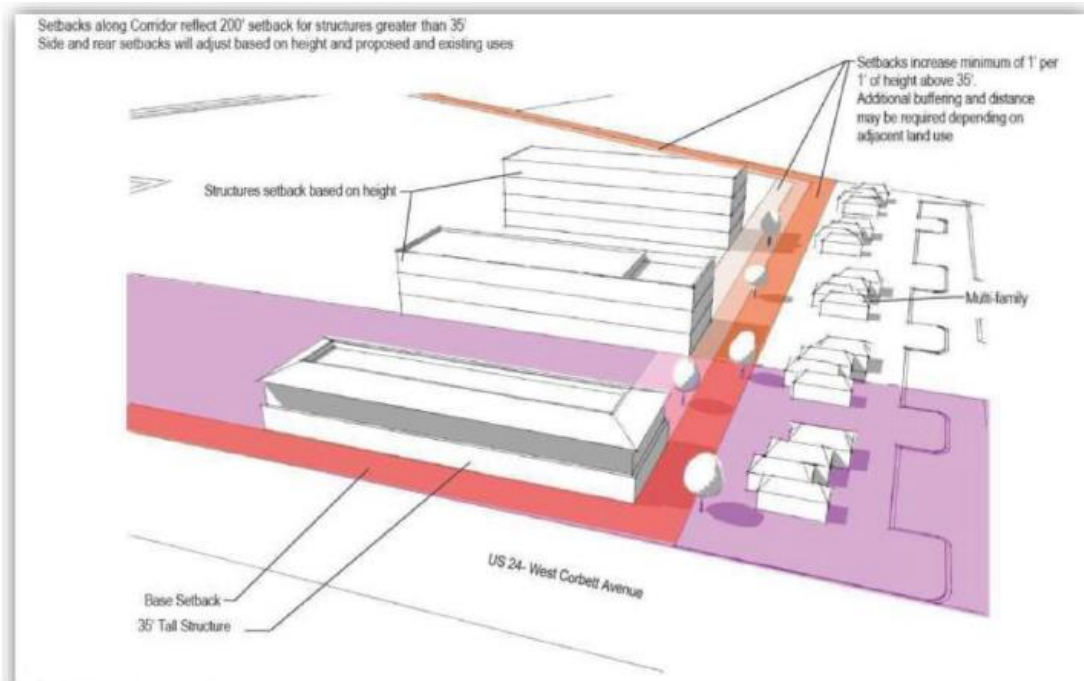 Setbacks along Corridor reflect 200' setback for structures greater than 35'
Side and rear setbacks will adjust based on height and proposed and existing uses
Setbacks increase minimum of 1' per
1' of height above 35'.
Additional buffering and distance
may be required depending on
adjacent land use
Structures setback based on height
Multi-family
US 24- West Corbett Avenue
Base Setback
35' Tall Structure